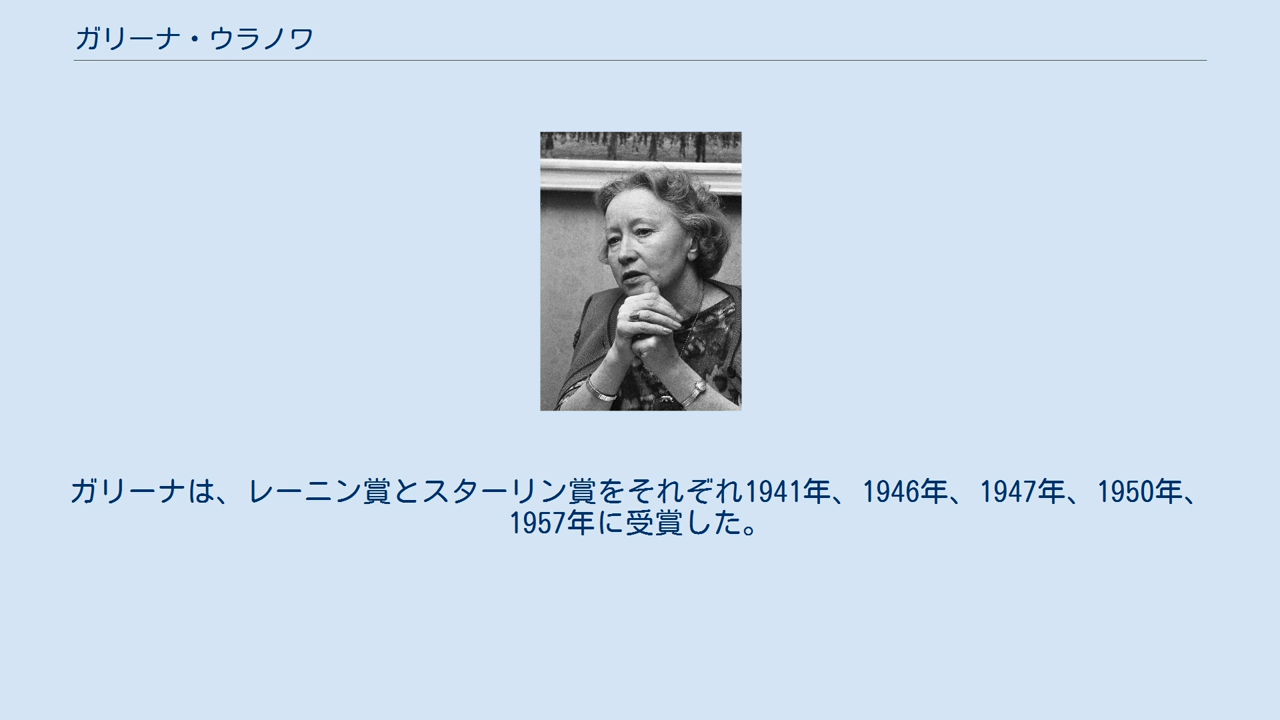 ガリーナ・ウラノワ
ガリーナは、レーニン賞とスターリン賞をそれぞれ1941年、1946年、1947年、1950年、
1957年に受賞した。